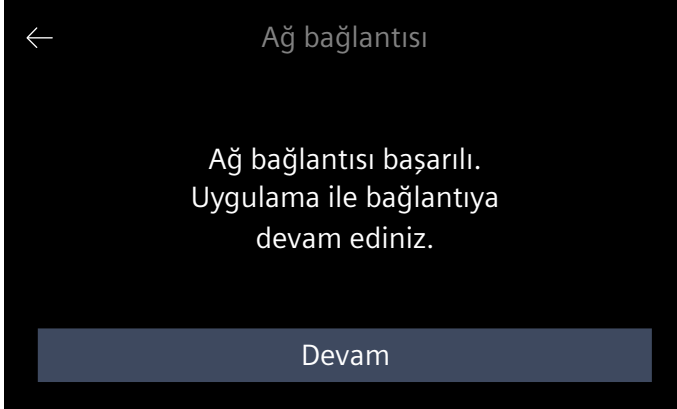 Ağ bağlantısı
Ağ bağlantısı başarılı.
Uygulama ile bağlantıya
devam ediniz.
Devam